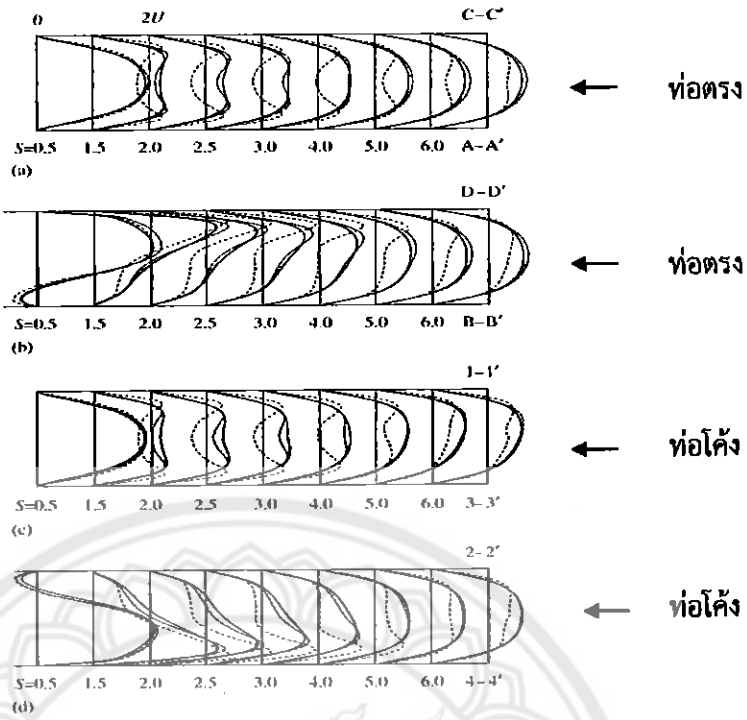 0 2U C–C'
ท่อตรง
S=0.5 1.5 2.0 2.5 3.0 4.0 5.0 6.0 A–A'
(a)
D–D'
ท่อตรง
S=0.5 1.5 2.0 2.5 3.0 4.0 5.0 6.0 B–B'
(b)
1–1'
ท่อโค้ง
S=0.5 1.5 2.0 2.5 3.0 4.0 5.0 6.0 3–3'
(c)
2–2'
ท่อโค้ง
S=0.5 1.5 2.0 2.5 3.0 4.0 5.0 6.0 4–4'
(d)